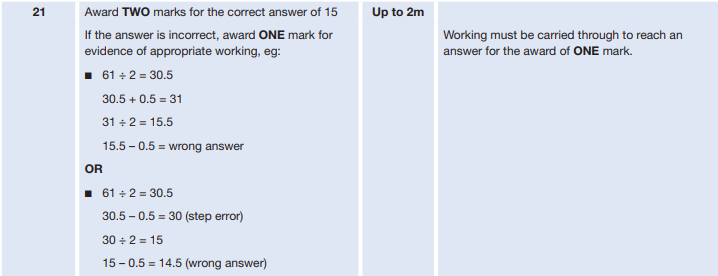 21
Award TWO marks for the correct answer of 15
Up to 2m
If the answer is incorrect, award ONE mark for
evidence of appropriate working, eg:
■ 61 ÷ 2 = 30.5
30.5 + 0.5 = 31
31 ÷ 2 = 15.5
15.5 – 0.5 = wrong answer
OR
■ 61 ÷ 2 = 30.5
30.5 – 0.5 = 30 (step error)
30 ÷ 2 = 15
15 – 0.5 = 14.5 (wrong answer)
Working must be carried through to reach an
answer for the award of ONE mark.